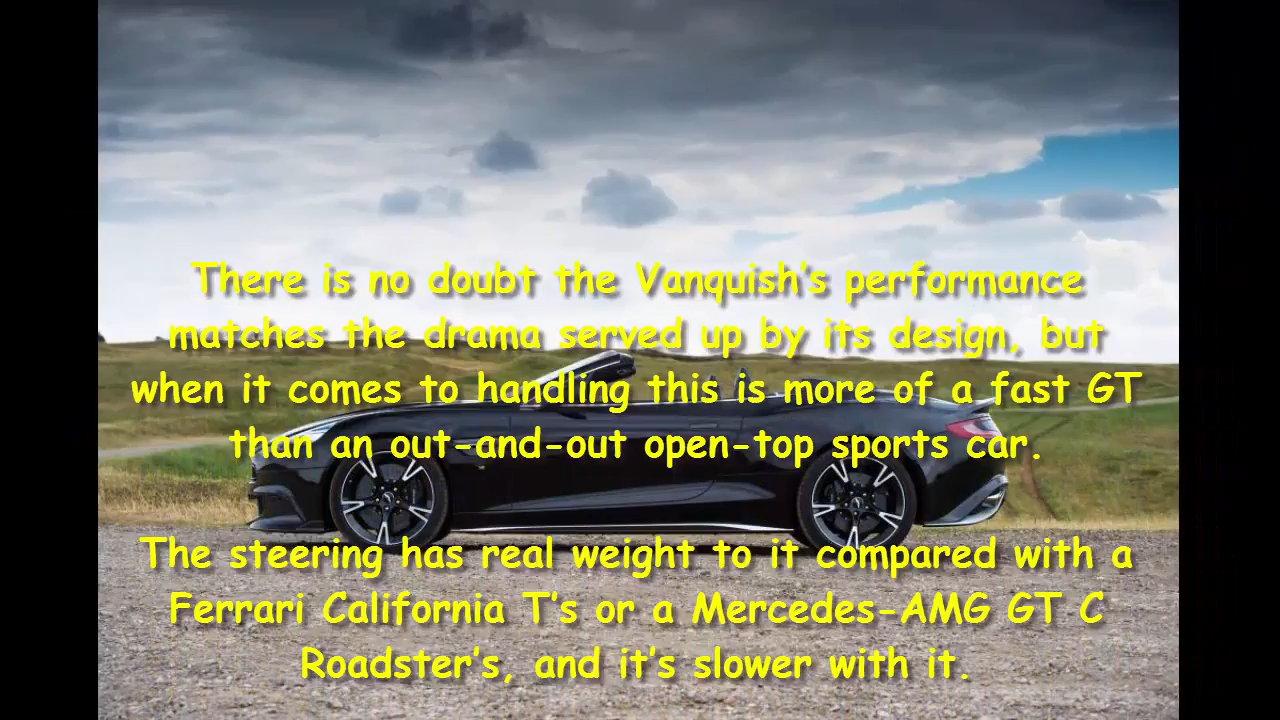 There is no doubt the Vanquish's performance
matches the drama served up by its design, but
when it comes to handling this is more of a fast GT
than an out-and-out open-top sports car.
The steering has real weight to it compared with a
Ferrari California T's or a Mercedes-AMG GT C
Roadster's, and it's slower with it.